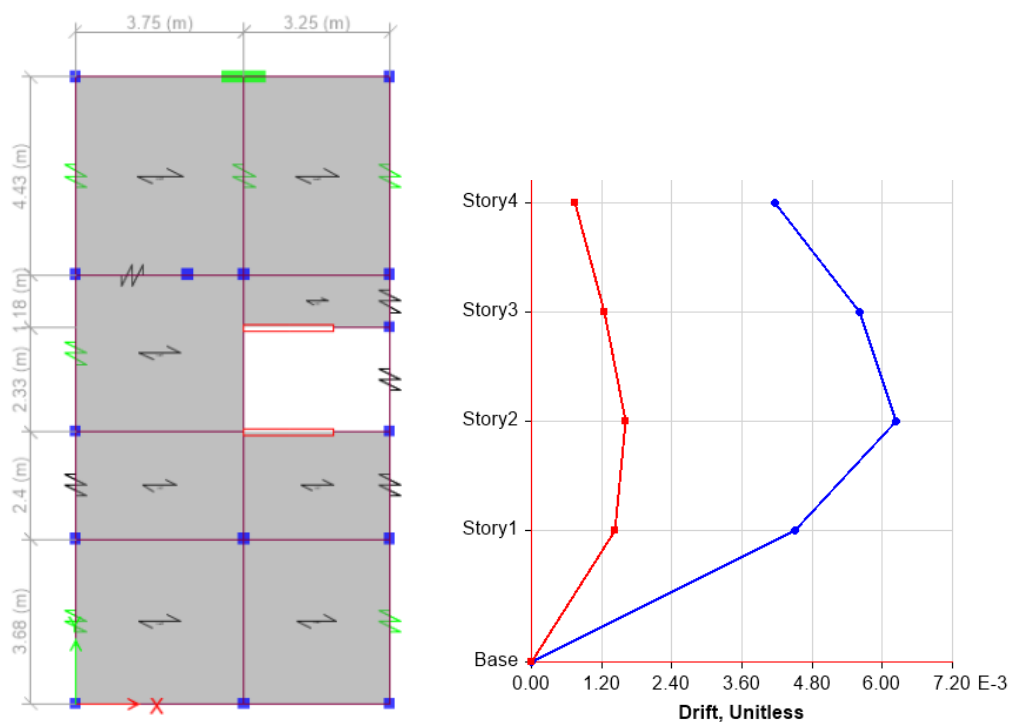 3.75 (m)
3.25 (m)
4.43 (m)
1.18 (m)
2.33 (m)
2.4 (m)
3.68 (m)
X
Story4
Story3
Story2
Story1
Base
0.00 1.20 2.40 3.60 4.80 6.00 7.20 E-3
Drift, Unitless